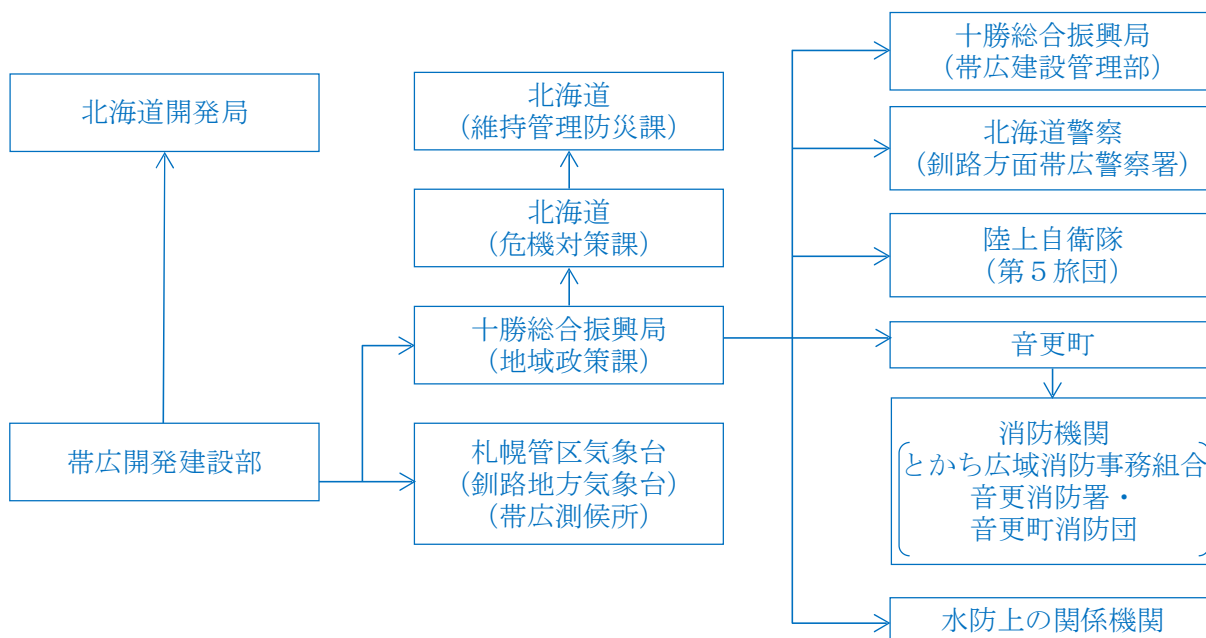 北海道開発局
帯広開発建設部
北海道
（維持管理防災課）
北海道
（危機対策課）
十勝総合振興局
（地域政策課）
札幌管区気象台
（釧路地方気象台）
（帯広測候所）
十勝総合振興局
（帯広建設管理部）
北海道警察
（釧路方面帯広警察署）
陸上自衛隊
（第５旅団）
音更町
消防機関
とかち広域消防事務組合
音更消防署・
音更町消防団
水防上の関係機関